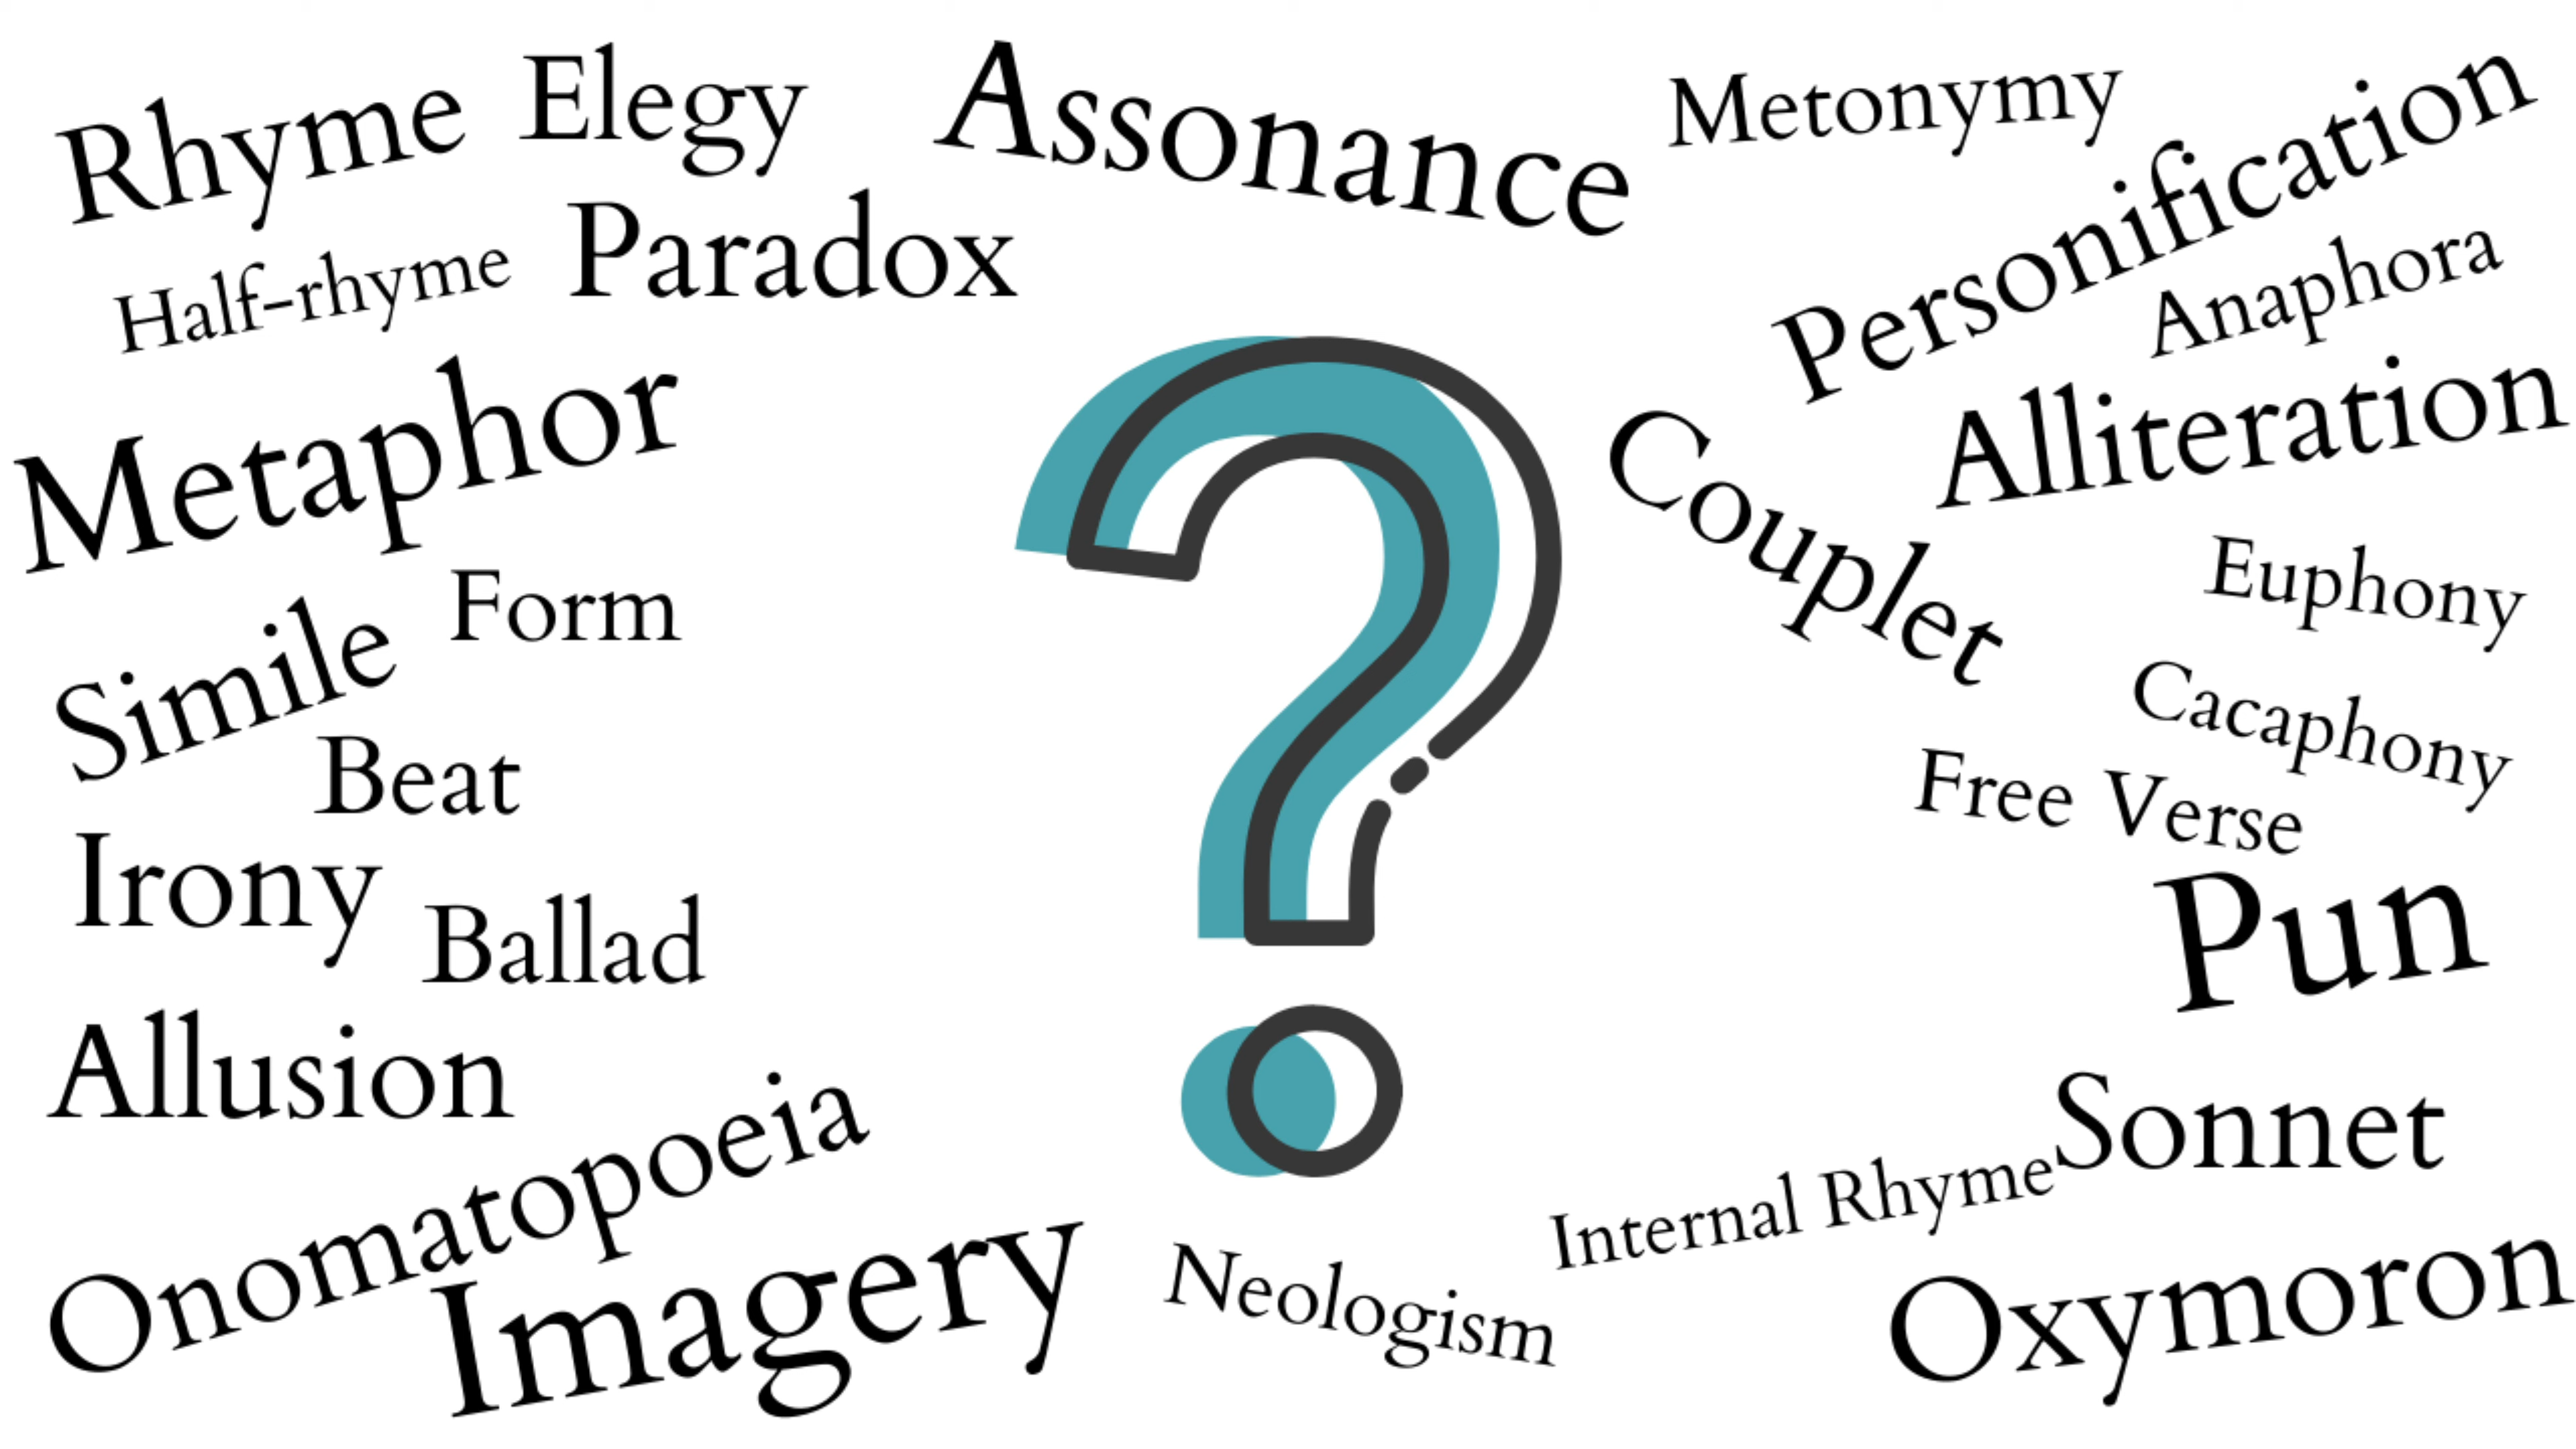 Rhyme
Elegy
Assonance
Metonymy
Personification
Half-rhyme
Paradox
Anaphora
Metaphor
Couplet
Alliteration
Simile
Form
Euphony
Beat
Cacaphony
Free Verse
Irony
Ballad
Pun
Allusion
Onomatopoeia
Sonnet
Internal Rhyme
Imagery
Neologism
Oxymoron
?